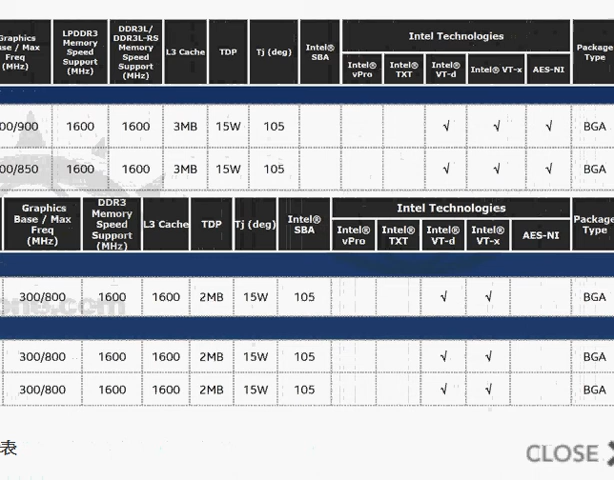 Graphics Base / Max Freq (MHz) LPDDR3 Memory Speed Support (MHz) DDR3L/ DDR3L-RS Memory Speed Support (MHz) L3 Cache TDP Tj (deg) Intel® SBA Intel Technologies Package Type
Intel® vPro Intel® TXT Intel® VT-d Intel® VT-x AES-NI
00/900 1600 1600 3MB 15W 105 √ √ √ BGA
00/850 1600 1600 3MB 15W 105 √ √ √ BGA
Graphics Base / Max Freq (MHz) DDR3 Memory Speed Support (MHz) L3 Cache TDP Tj (deg) Intel® SBA Intel Technologies Package Type
Intel® vPro Intel® TXT Intel® VT-d Intel® VT-x AES-NI
300/800 1600 1600 2MB 15W 105 √ √ BGA
300/800 1600 1600 2MB 15W 105 √ √ BGA
300/800 1600 1600 2MB 15W 105 √ √ BGA
表
CLOSE X